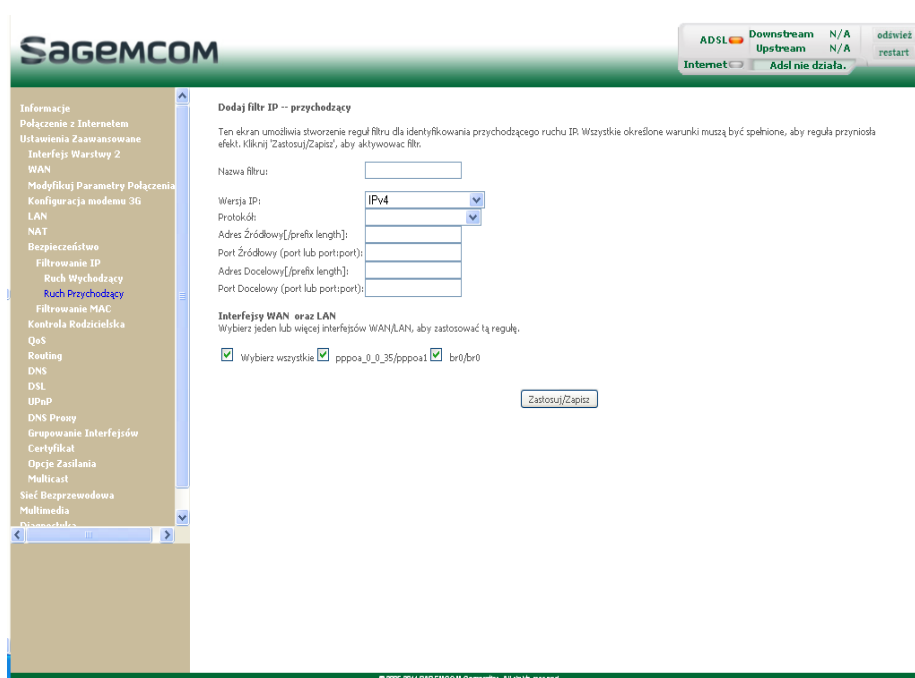 Sagemcom
ADSL Downstream N/A
Upstream N/A
Internet Adsl nie działa.
odśwież
restart
Informacje
Połączenie z Internetem
Ustawienia Zaawansowane
Interfejs Warstwy 2
WAN
Modyfikuj Parametry Połączenia
Konfiguracja modemu 3G
LAN
NAT
Bezpieczeństwo
Filtrowanie IP
Ruch Wychodzący
Ruch Przychodzący
Filtrowanie MAC
Kontrola Rodzicielska
QoS
Routing
DNS
DSL
UPnP
DNS Proxy
Grupowanie Interfejsów
Certyfikat
Opcje Zasilania
Multicast
Sieć Bezprzewodowa
Multimedia
Diagnostyka
Dodaj filtr IP -- przychodzący
Ten ekran umożliwia stworzenie reguł filtru dla identyfikowania przychodzącego ruchu IP. Wszystkie określone warunki muszą być spełnione, aby reguła przyniosła
efekt. Kliknij 'Zastosuj/Zapisz', aby aktywowac filtr.
Nazwa filtru:
Wersja IP: IPv4
Protokół:
Adres Źródłowy[/prefix length]:
Port Źródłowy (port lub port:port):
Adres Docelowy[/prefix length]:
Port Docelowy (port lub port:port):
Interfejsy WAN oraz LAN
Wybierz jeden lub więcej interfejsów WAN/LAN, aby zastosować tą regułę.
Wybierz wszystkie pppoa_0_0_35/pppoa1 br0/br0
Zastosuj/Zapisz